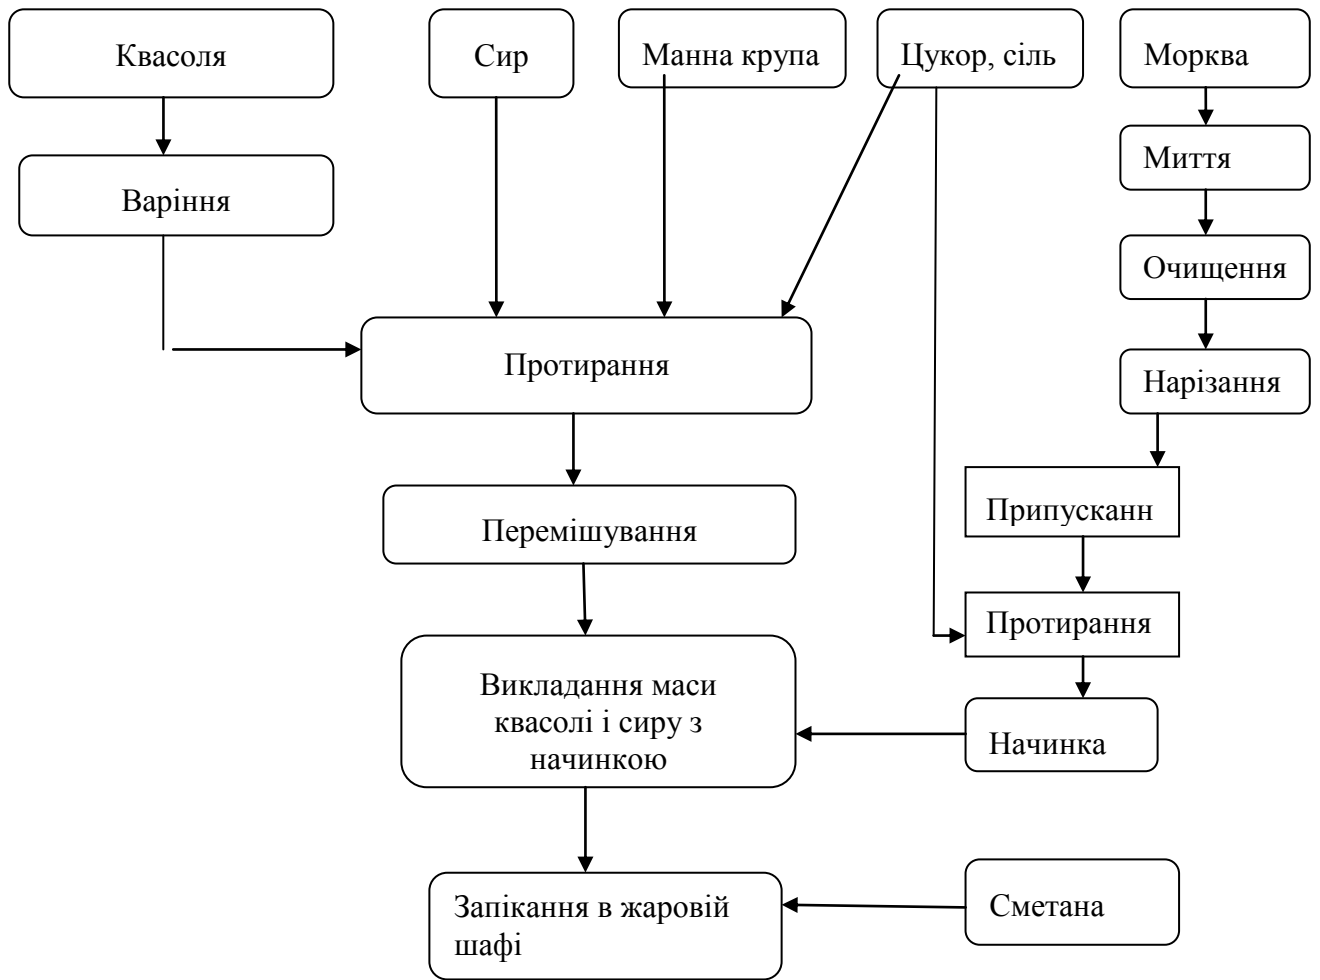 Квасоля
Сир
Манна крупа
Цукор, сіль
Морква
Миття
Варіння
Очищення
Протирання
Нарізання
Припусканн
Перемішування
Протирання
Викладання маси
квасолі і сиру з
начинкою
Начинка
Запікання в жаровій
шафі
Сметана